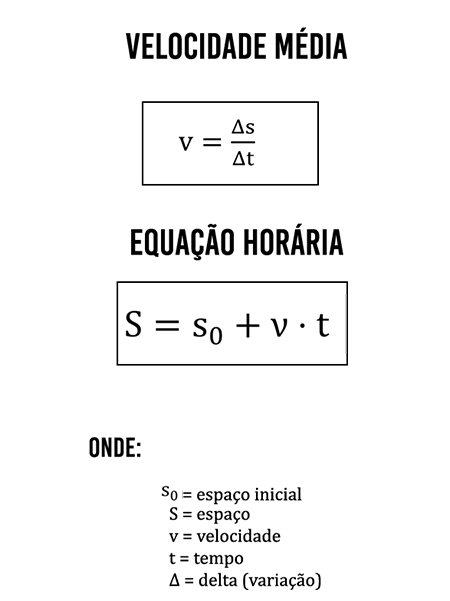 VELOCIDADE MÉDIA
v = Δs/Δt
EQUAÇÃO HORÁRIA
S = s₀ + v · t
ONDE:
s₀ = espaço inicial
S = espaço
v = velocidade
t = tempo
Δ = delta (variação)